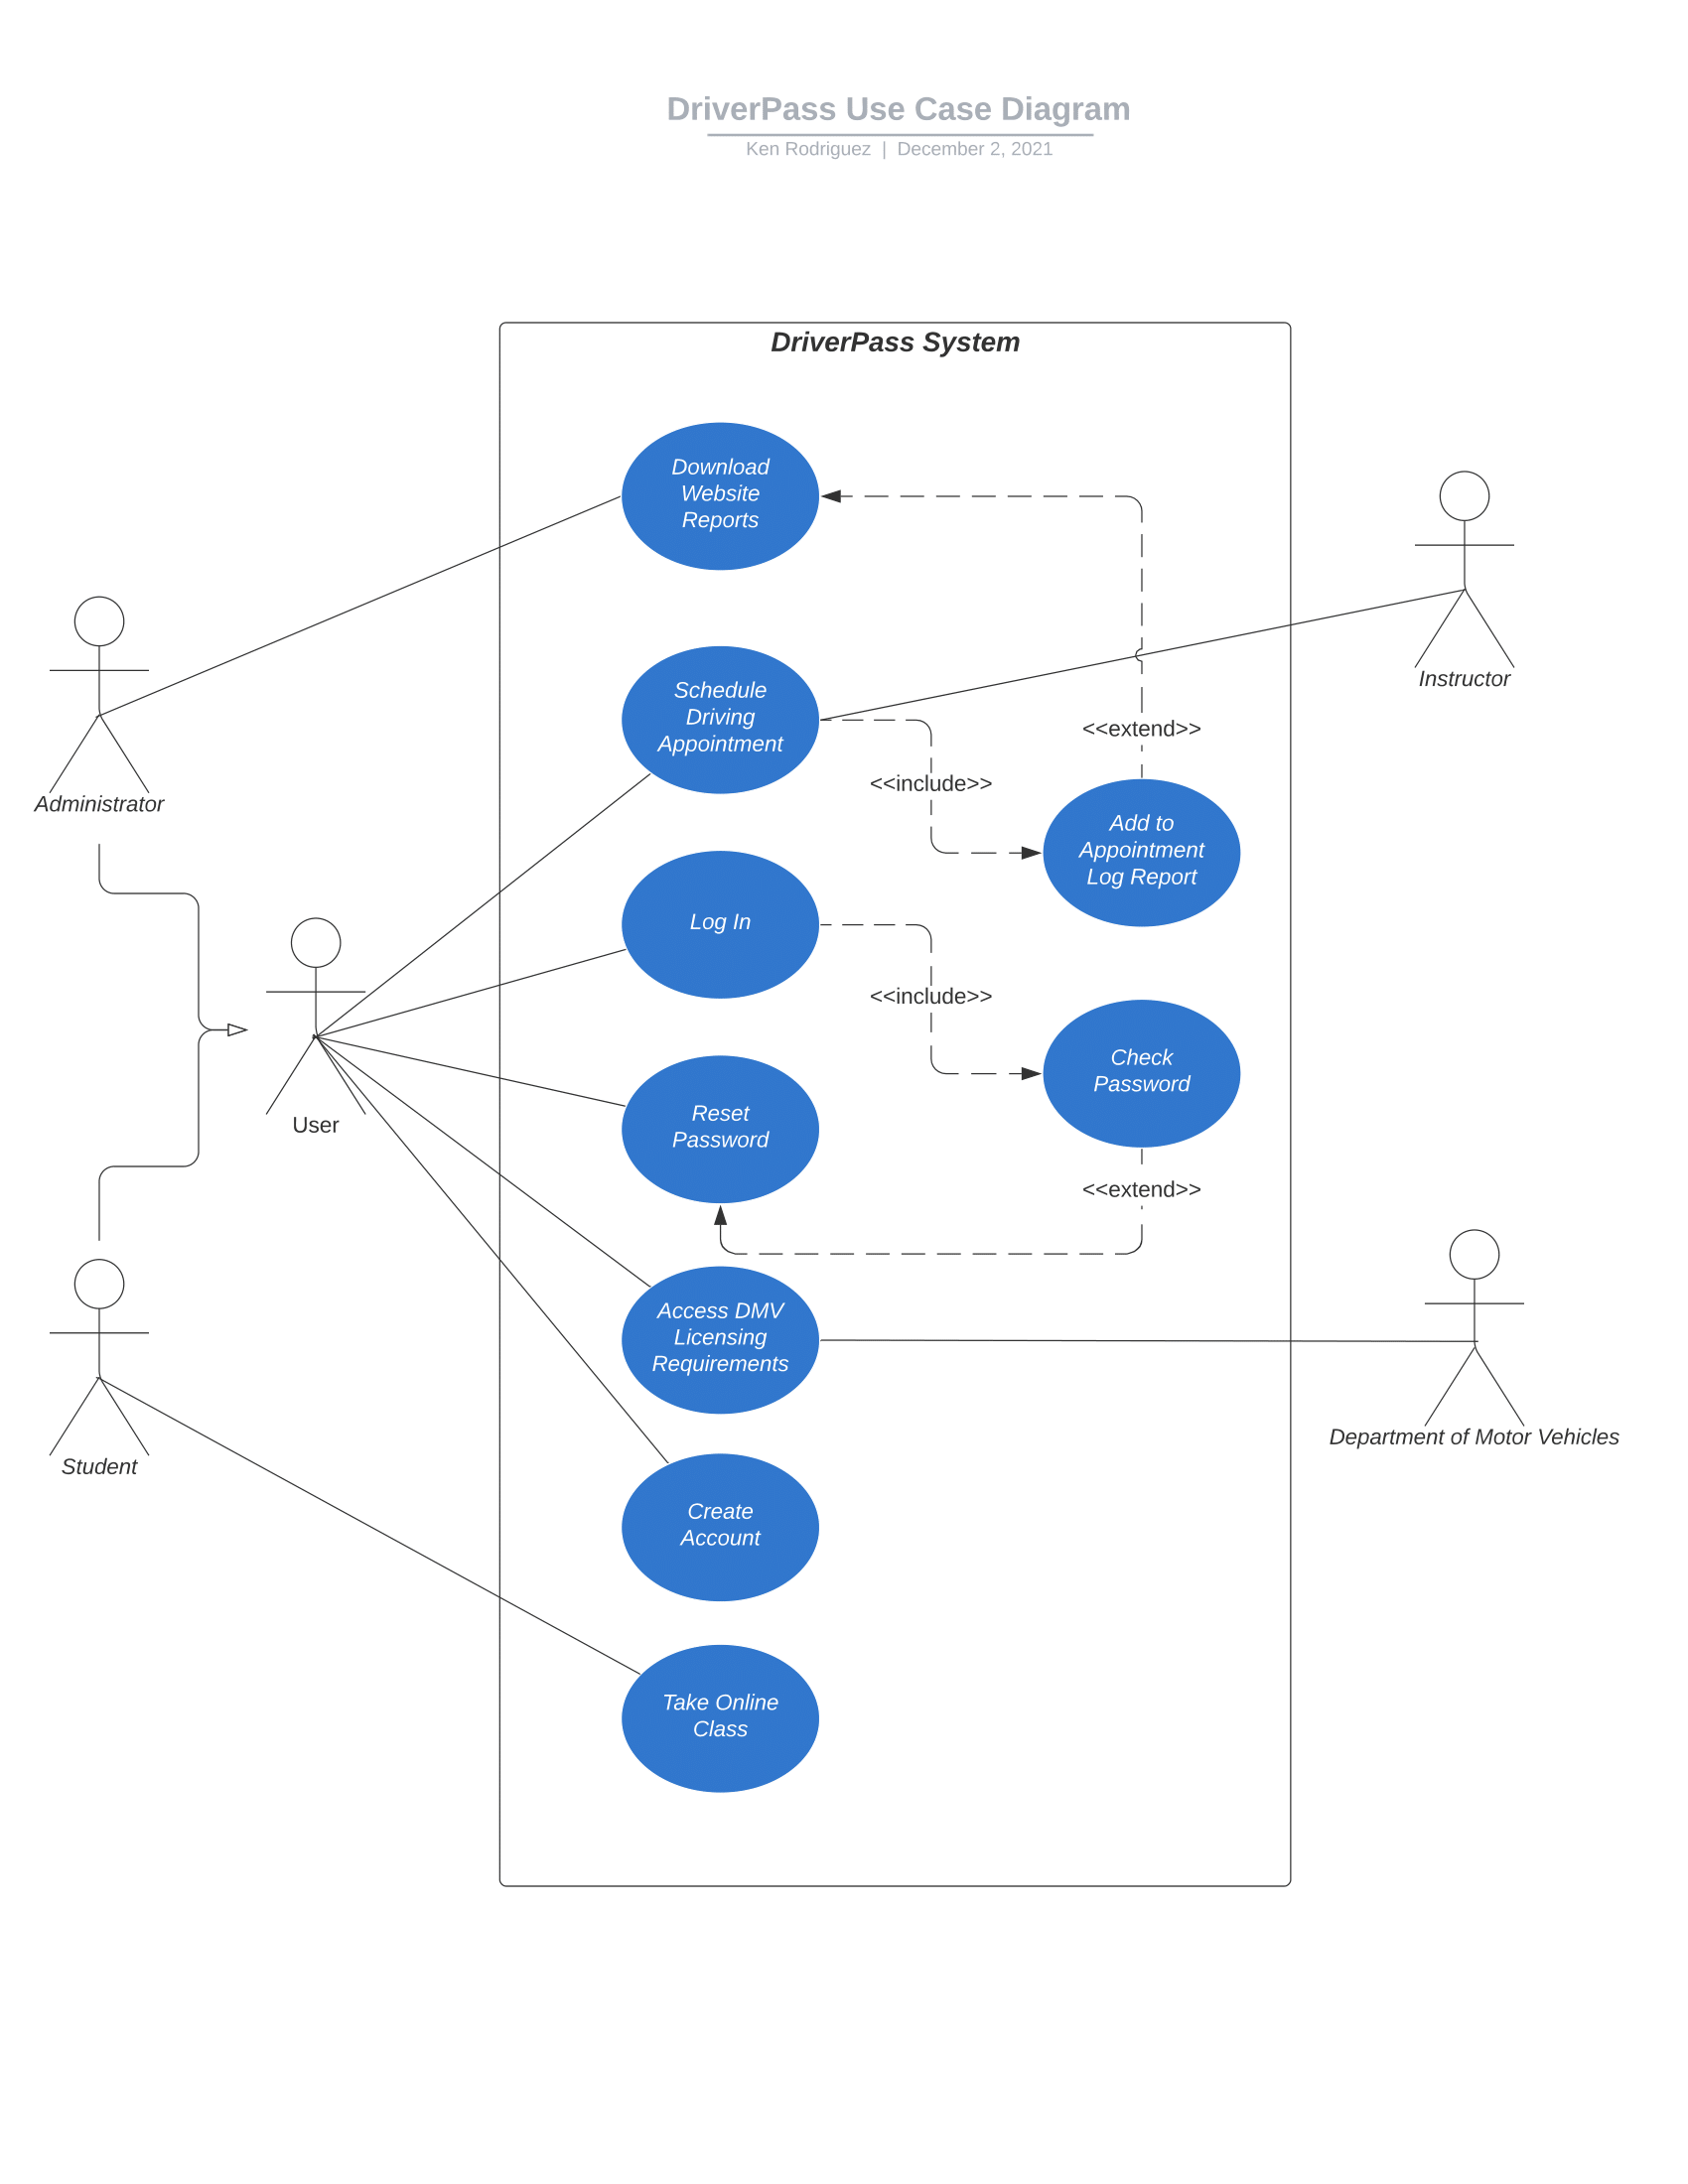 DriverPass Use Case Diagram
Ken Rodriguez | December 2, 2021
DriverPass System
Download
Website
Reports
Instructor
Schedule
Driving
Appointment
<<extend>>
<<include>>
Administrator
Add to
Appointment
Log Report
Log In
<<include>>
Check
Password
User
Reset
Password
<<extend>>
Access DMV
Licensing
Requirements
Department of Motor Vehicles
Student
Create
Account
Take Online
Class